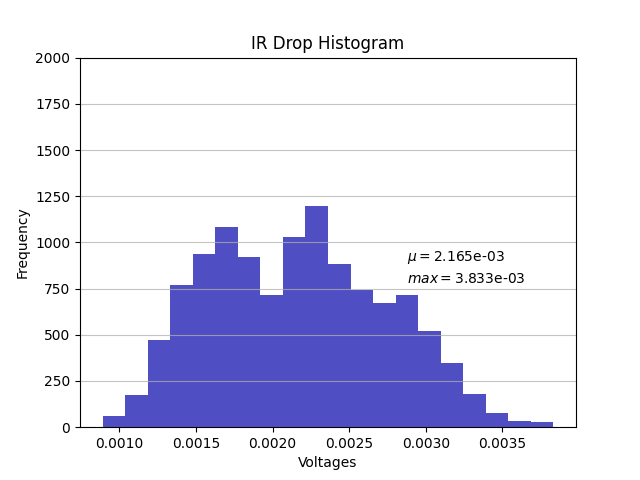 IR Drop Histogram
2000
1750
1500
1250
1000
750
500
250
0
Frequency
μ = 2.165e-03
max = 3.833e-03
0.0010 0.0015 0.0020 0.0025 0.0030 0.0035
Voltages